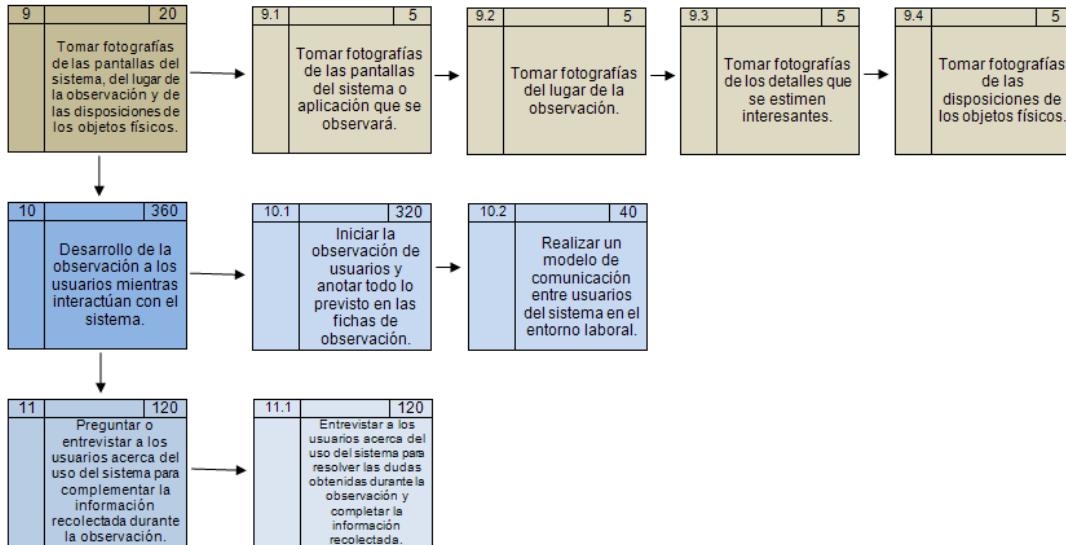 9 20
Tomar fotografías
de las pantallas del
sistema, del lugar de
la observación y de
las disposiciones de
los objetos físicos.
9.1 5
Tomar fotografías
de las pantallas
del sistema o
aplicación que se
observará.
9.2 5
Tomar fotografías
del lugar de la
observación.
9.3 5
Tomar fotografías
de los detalles que
se estimen
interesantes.
9.4 5
Tomar fotografías
de las
disposiciones de
los objetos físicos.
10 360
Desarrollo de la
observación a los
usuarios mientras
interactúan con el
sistema.
10.1 320
Iniciar la
observación de
usuarios y
anotar todo lo
previsto en las
fichas de
observación.
10.2 40
Realizar un
modelo de
comunicación
entre usuarios
del sistema en el
entorno laboral.
11 120
Preguntar o
entrevistar a los
usuarios acerca del
uso del sistema para
complementar la
información
recolectada durante
la observación.
11.1 120
Entrevistar a los
usuarios acerca del
uso del sistema para
resolver las dudas
obtenidas durante la
observación y
completar la
información
recolectada.